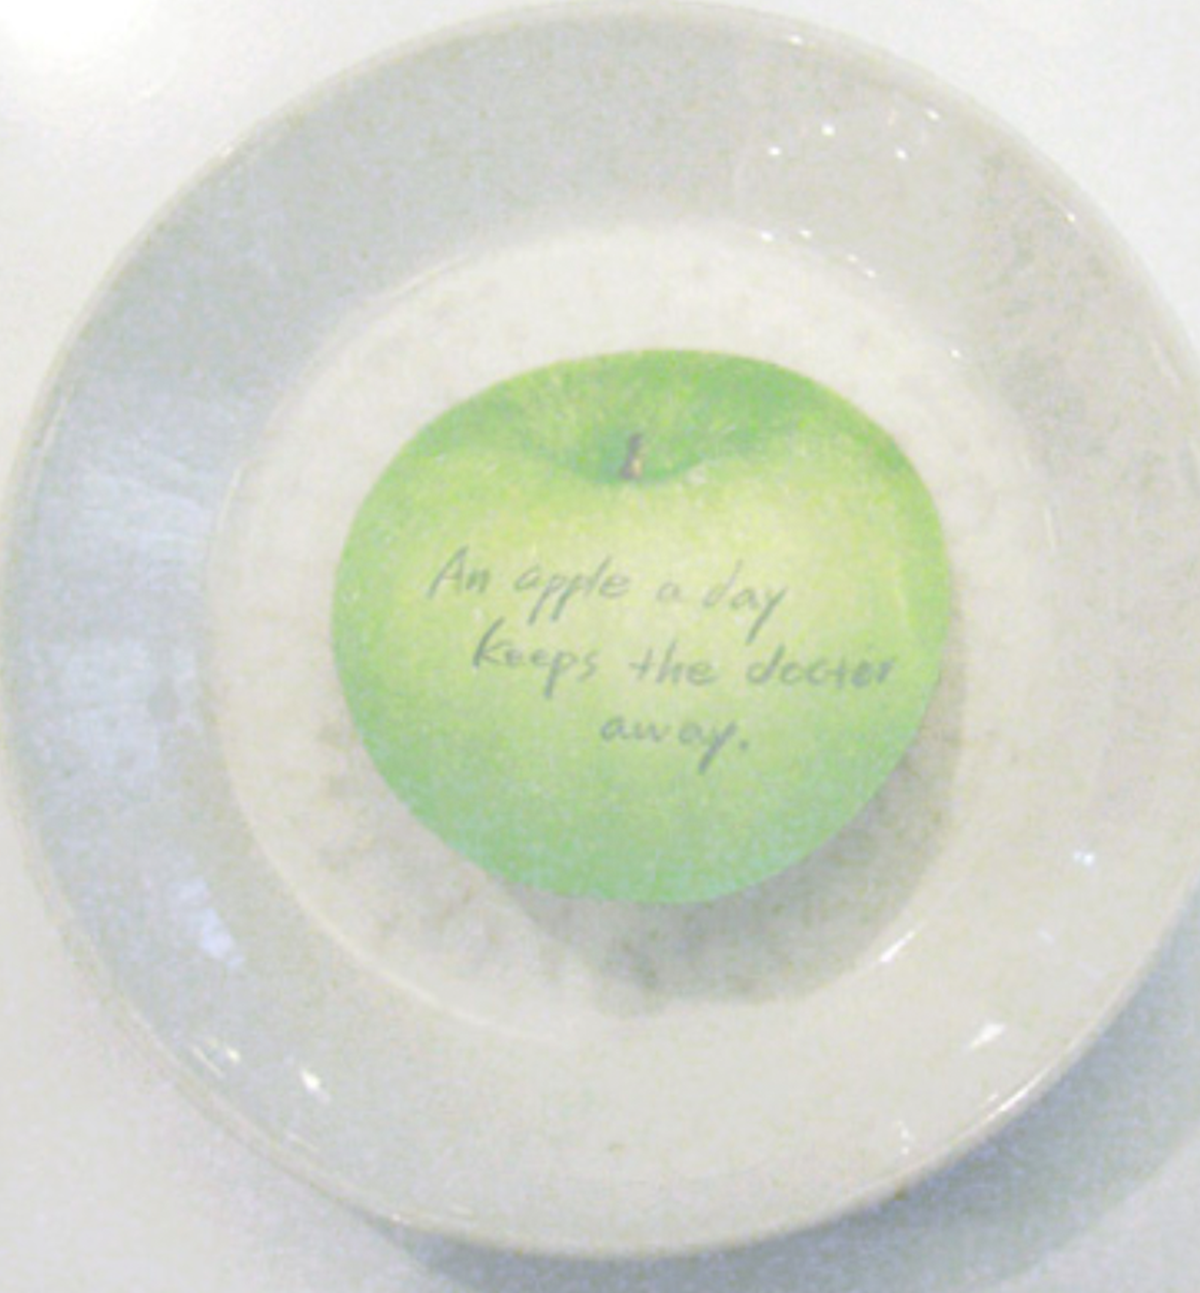 An apple a day
keeps the doctor
away.